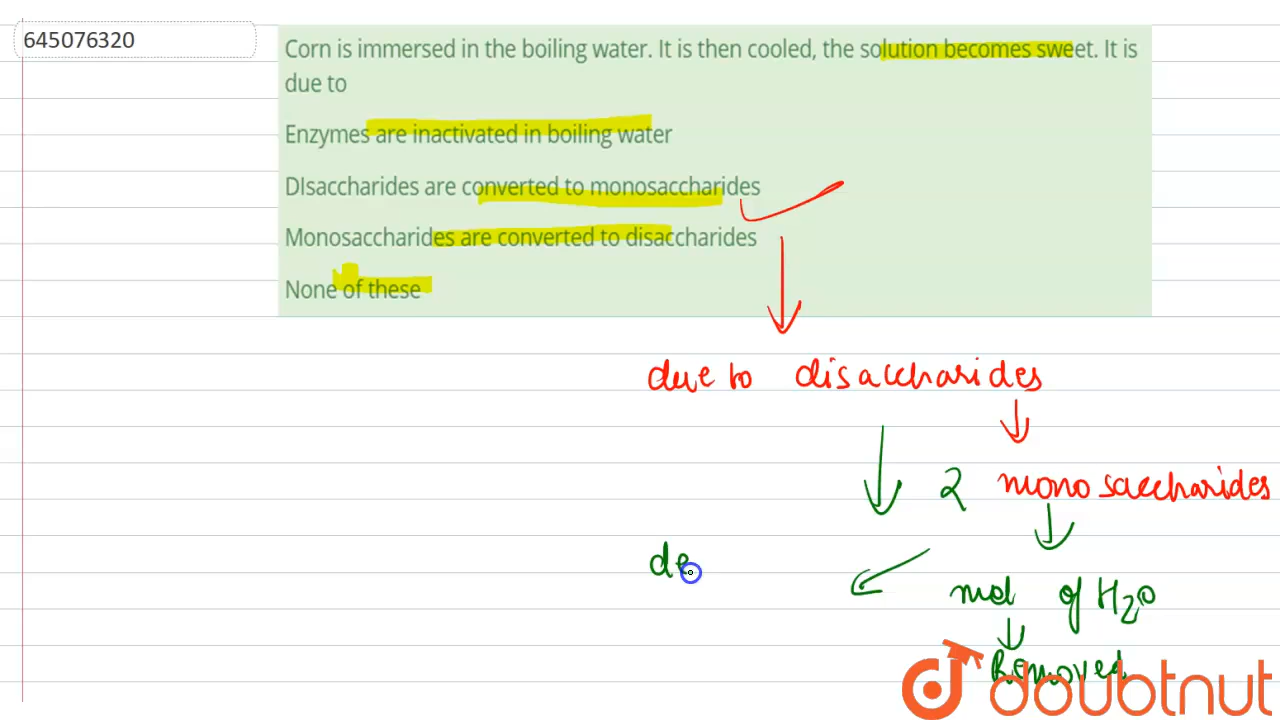 645076320
Corn is immersed in the boiling water. It is then cooled, the solution becomes sweet. It is
due to
Enzymes are inactivated in boiling water
DIsaccharides are converted to monosaccharides
Monosaccharides are converted to disaccharides
None of these
due to disaccharides
2 monosaccharides
de
mol of H2O
Removed
doubtnut